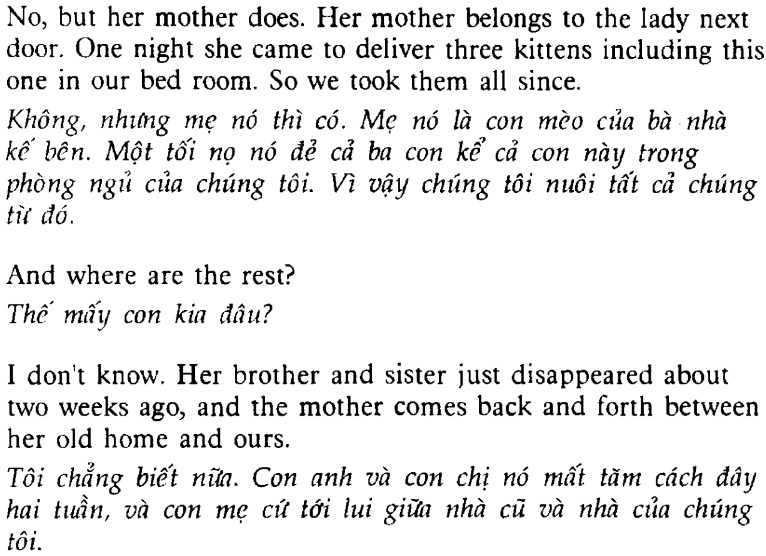 No, but her mother does. Her mother belongs to the lady next
door. One night she came to deliver three kittens including this
one in our bed room. So we took them all since.
Không, nhưng mẹ nó thì có. Mẹ nó là con mèo của bà nhà
kế bên. Một tối nọ nó đẻ cả ba con kể cả con này trong
phòng ngủ của chúng tôi. Vì vậy chúng tôi nuôi tất cả chúng
từ đó.
And where are the rest?
Thế mấy con kia đâu?
I don't know. Her brother and sister just disappeared about
two weeks ago, and the mother comes back and forth between
her old home and ours.
Tôi chẳng biết nữa. Con anh và con chị nó mất tăm cách đây
hai tuần, và con mẹ cứ tới lui giữa nhà cũ và nhà của chúng
tôi.